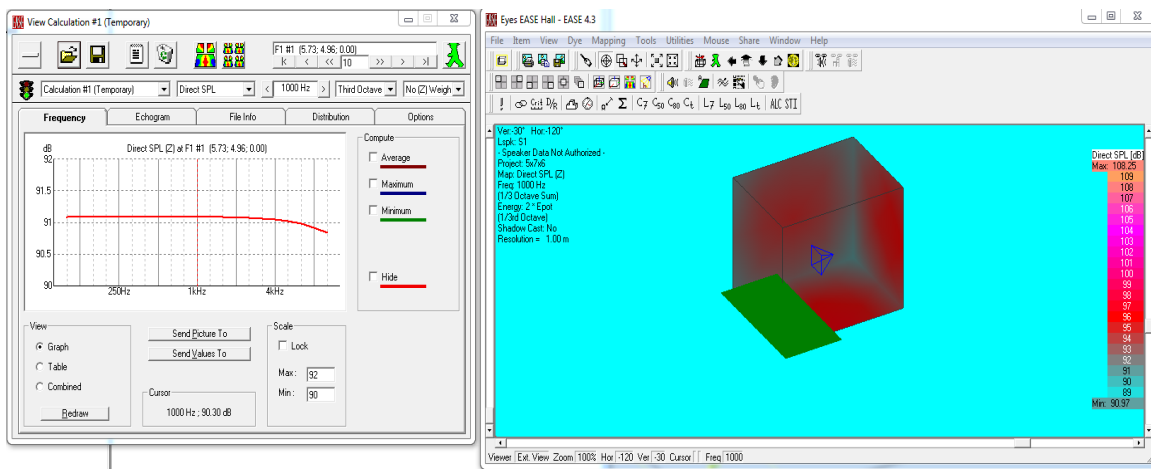 View Calculation #1 (Temporary)
F1 #1 (5.73; 4.96; 0.00)
K < << 10 >> > >I
Calculation #1 (Temporary) Direct SPL < 1000 Hz > Third Octave No (Z) Weigh
Frequency Echogram File Info Distribution Options
dB Direct SPL (Z) at F1 #1 (5.73; 4.96; 0.00)
92
91.5
91
90.5
90
250Hz 1kHz 4kHz
Compute
Average
Maximum
Minimum
Hide
View
Graph
Table
Combined
Redraw
Send Picture To
Send Values To
Cursor
1000 Hz ; 90.30 dB
Scale
Lock
Max: 92
Min: 90
Eyes EASE Hall - EASE 4.3
File Item View Dye Mapping Tools Utilities Mouse Share Window Help
! Crit D/R Σ C7 C50 C80 Ct L7 L50 L80 Lt ALC STI
Ver:-30° Hor:-120°
Lspk: S1
- Speaker Data Not Authorized -
Project: 5x7x6
Map: Direct SPL (Z)
Freq: 1000 Hz
(1/3 Octave Sum)
Energy: 2 * Epot
(1/3rd Octave)
Shadow Cast: No
Resolution = 1.00 m
Direct SPL [dB]
Max: 108.25
109
108
107
106
105
104
103
102
101
100
99
98
97
96
95
94
93
92
91
90
89
Min: 90.97
Viewer Ext. View Zoom 100% Hor -120 Ver -30 Cursor Freq 1000